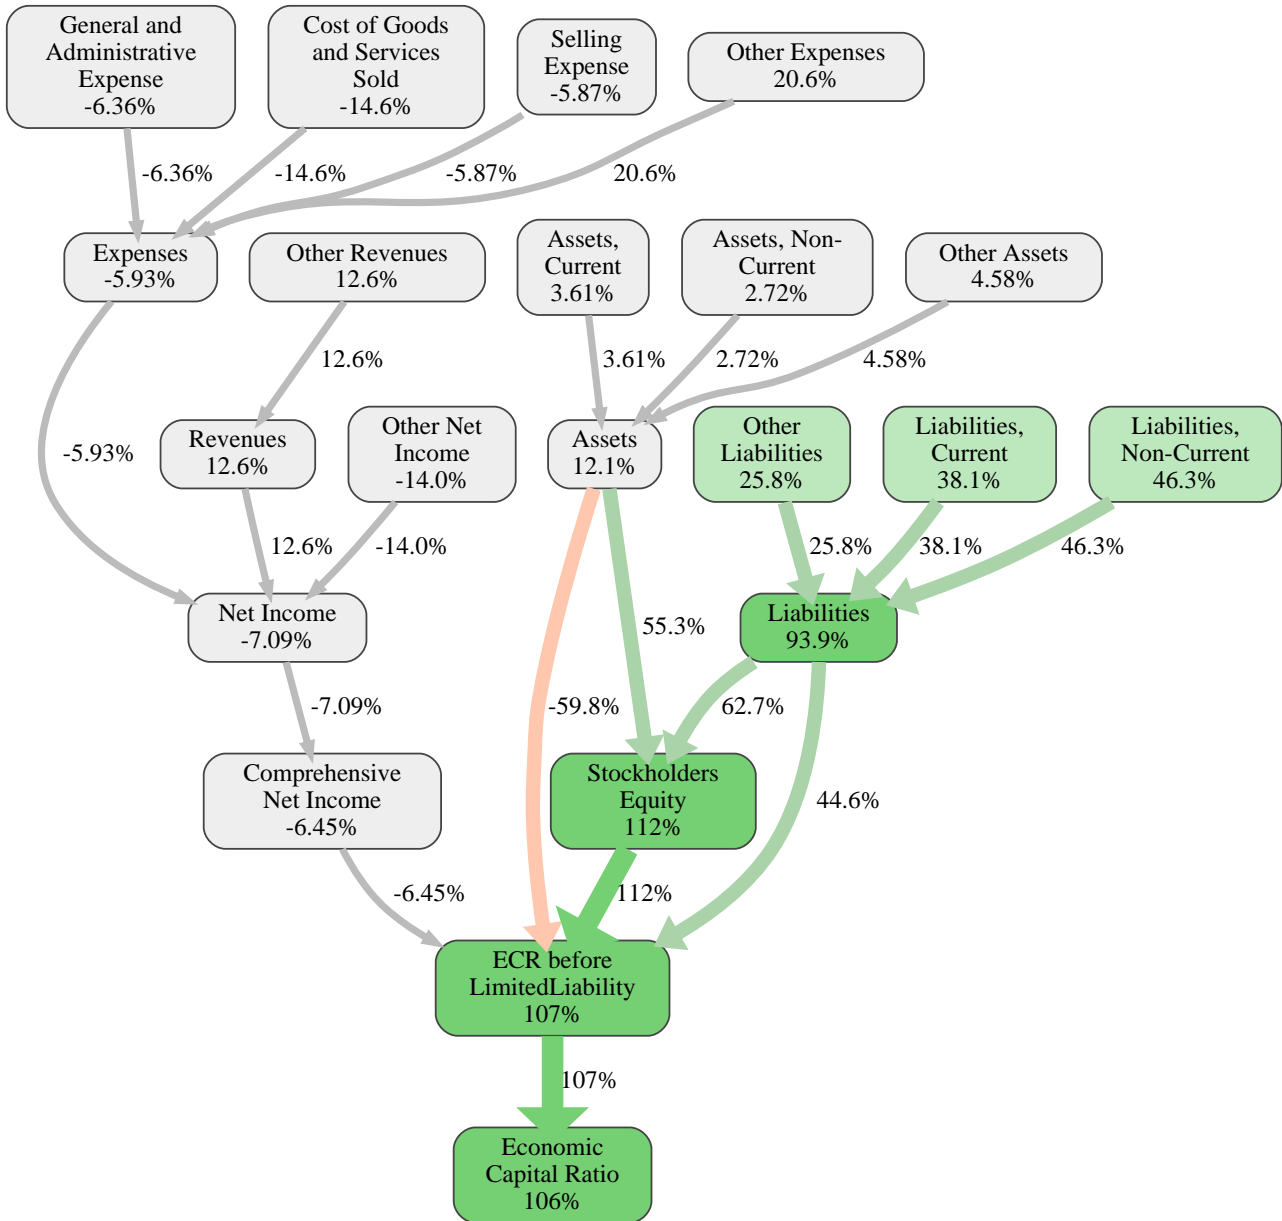 General and
Administrative
Expense
-6.36%
Cost of Goods
and Services
Sold
-14.6%
Selling
Expense
-5.87%
Other Expenses
20.6%
-6.36%
-14.6%
-5.87%
20.6%
Expenses
-5.93%
Other Revenues
12.6%
Assets,
Current
3.61%
Assets, Non-
Current
2.72%
Other Assets
4.58%
12.6%
3.61%
2.72%
4.58%
-5.93%
Revenues
12.6%
Other Net
Income
-14.0%
Assets
12.1%
Other
Liabilities
25.8%
Liabilities,
Current
38.1%
Liabilities,
Non-Current
46.3%
12.6%
-14.0%
25.8%
38.1%
46.3%
Net Income
-7.09%
55.3%
Liabilities
93.9%
-7.09%
-59.8%
62.7%
Comprehensive
Net Income
-6.45%
Stockholders
Equity
112%
44.6%
-6.45%
112%
ECR before
LimitedLiability
107%
107%
Economic
Capital Ratio
106%